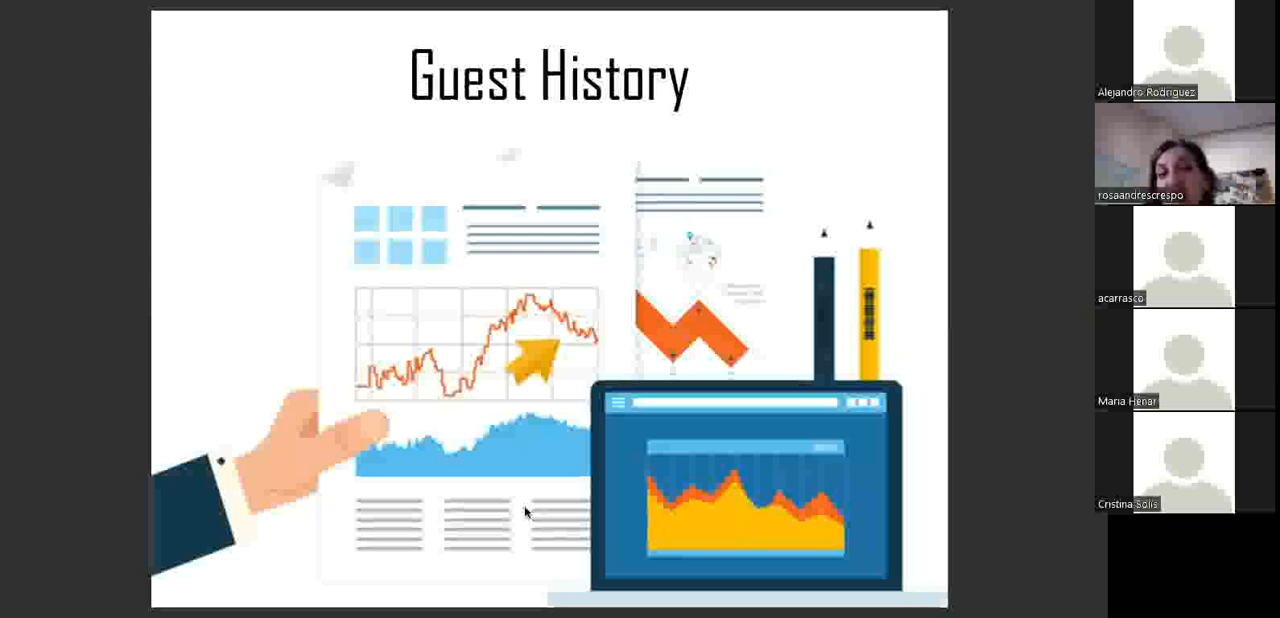 Guest History
Alejandro Rodriguez
rosaandrescrespo
acarrasco
Maria Henar
Cristina Solis